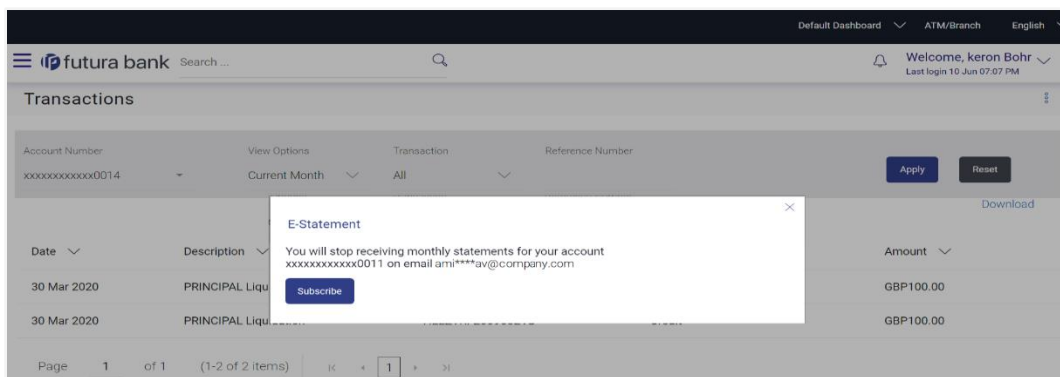 Default Dashboard ATM/Branch English
futura bank Search ... Welcome, keron Bohr
Last login 10 Jun 07:07 PM
Transactions
Account Number View Options Transaction Reference Number
xxxxxxxxxxxx0014 Current Month All Apply Reset
Download
E-Statement
You will stop receiving monthly statements for your account
xxxxxxxxxxxx0011 on email ami****av@company.com
Subscribe
Date Description Amount
30 Mar 2020 PRINCIPAL Liqu GBP100.00
30 Mar 2020 PRINCIPAL Liqu GBP100.00
Page 1 of 1 (1-2 of 2 items) 1